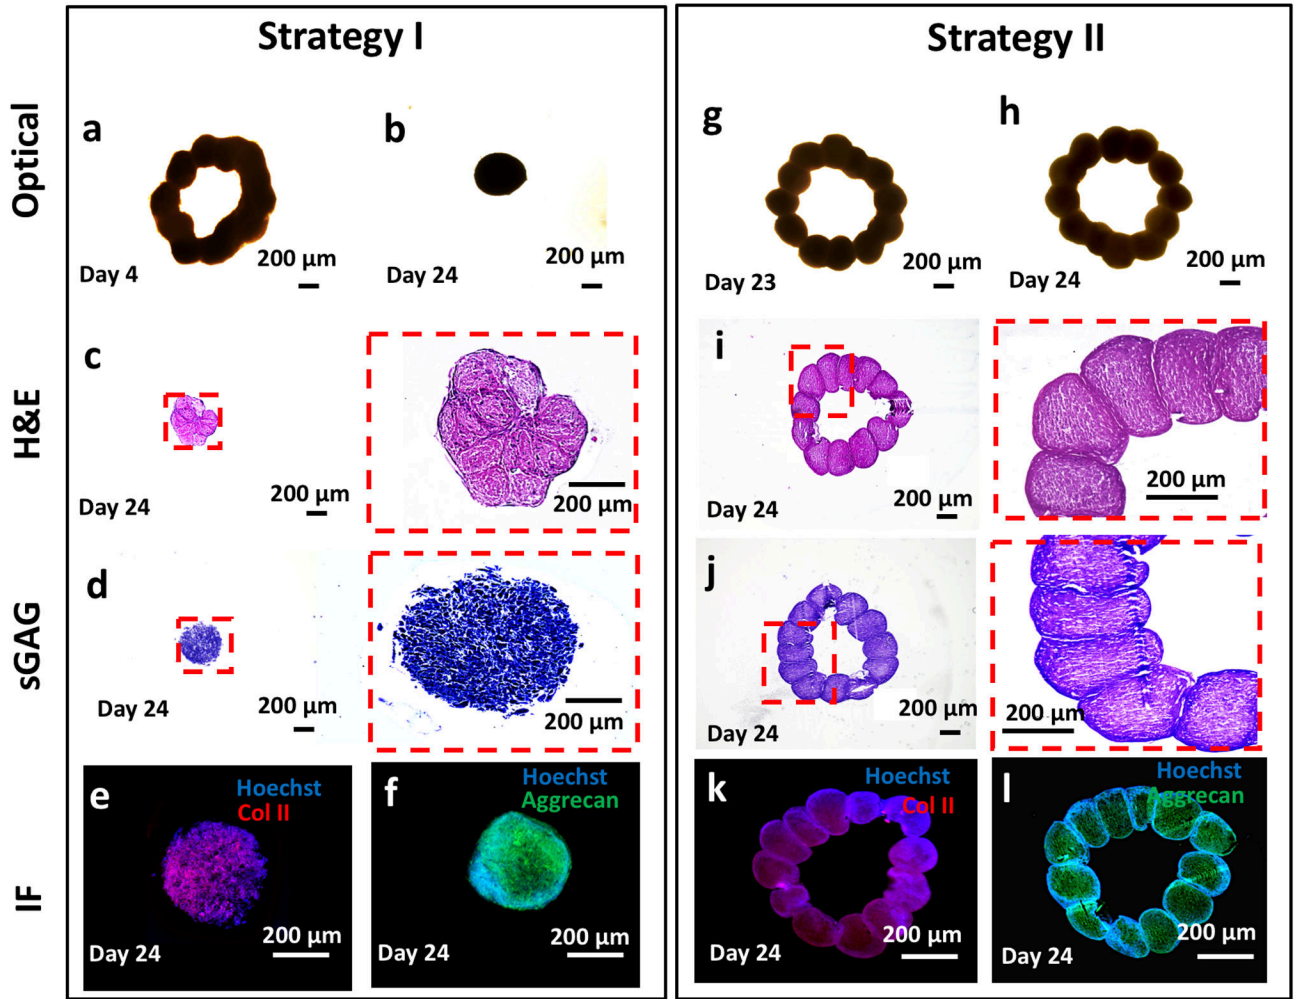 Strategy I
Strategy II
Optical
a
b
g
h
200 µm
200 µm
200 µm
200 µm
Day 4
Day 24
Day 23
Day 24
H&E
c
i
200 µm
200 µm
200 µm
200 µm
Day 24
Day 24
sGAG
d
j
200 µm
200 µm
200 µm
200 µm
Day 24
Day 24
IF
e
Hoechst
Col II
f
Hoechst
Aggrecan
k
Hoechst
Col II
l
Hoechst
Aggrecan
200 µm
200 µm
200 µm
200 µm
Day 24
Day 24
Day 24
Day 24